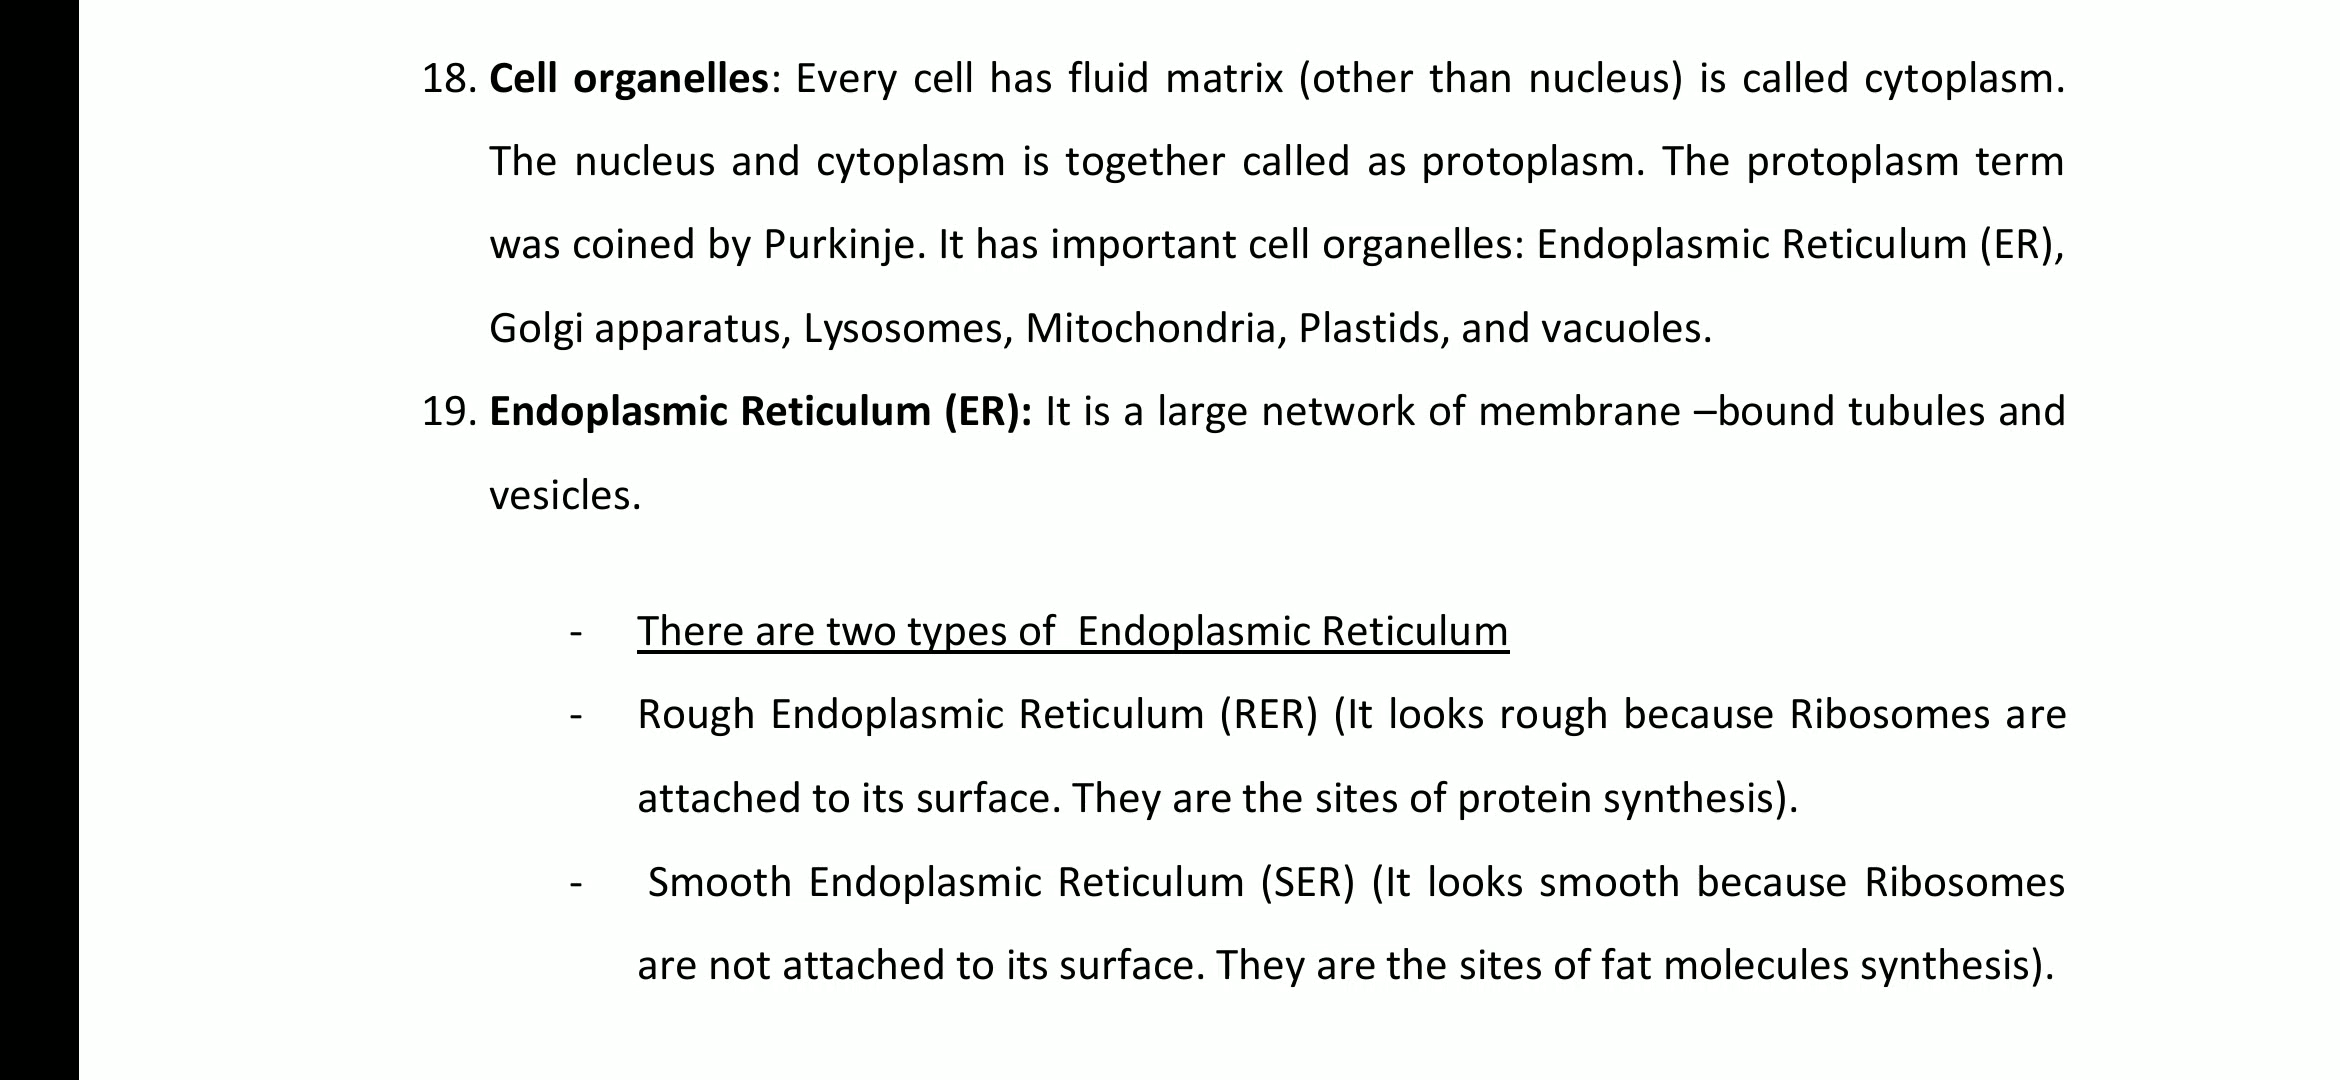 18. Cell organelles: Every cell has fluid matrix (other than nucleus) is called cytoplasm.
The nucleus and cytoplasm is together called as protoplasm. The protoplasm term
was coined by Purkinje. It has important cell organelles: Endoplasmic Reticulum (ER),
Golgi apparatus, Lysosomes, Mitochondria, Plastids, and vacuoles.
19. Endoplasmic Reticulum (ER): It is a large network of membrane –bound tubules and
vesicles.
- There are two types of  Endoplasmic Reticulum
- Rough Endoplasmic Reticulum (RER) (It looks rough because Ribosomes are
attached to its surface. They are the sites of protein synthesis).
- Smooth Endoplasmic Reticulum (SER) (It looks smooth because Ribosomes
are not attached to its surface. They are the sites of fat molecules synthesis).